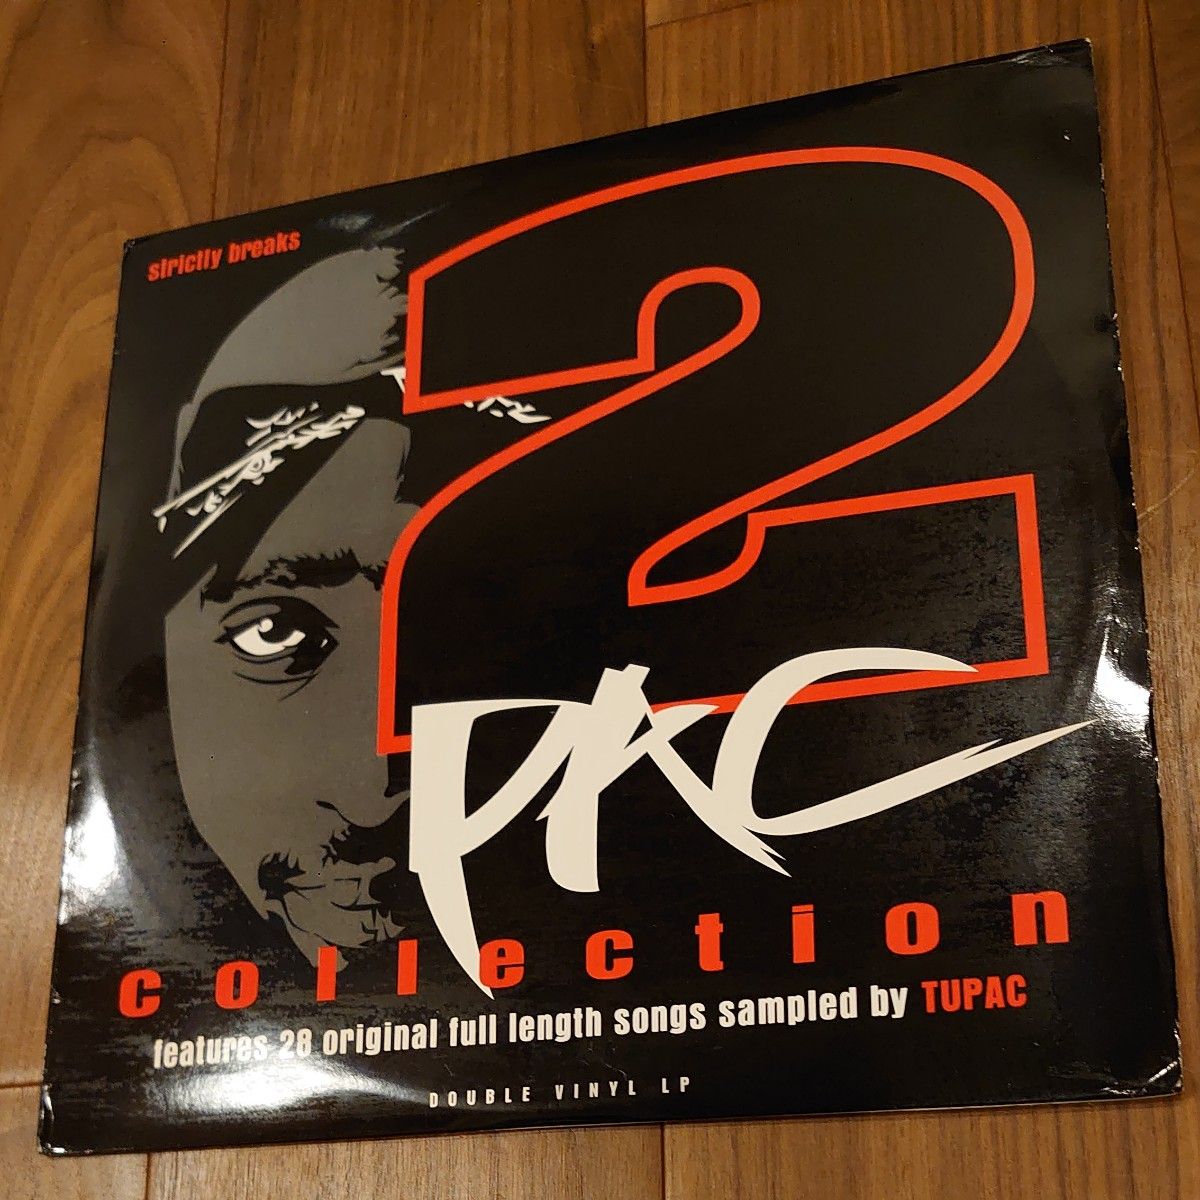 strictly breaks
2
PAC
collection
features 28 original full length songs sampled by TUPAC
DOUBLE VINYL LP